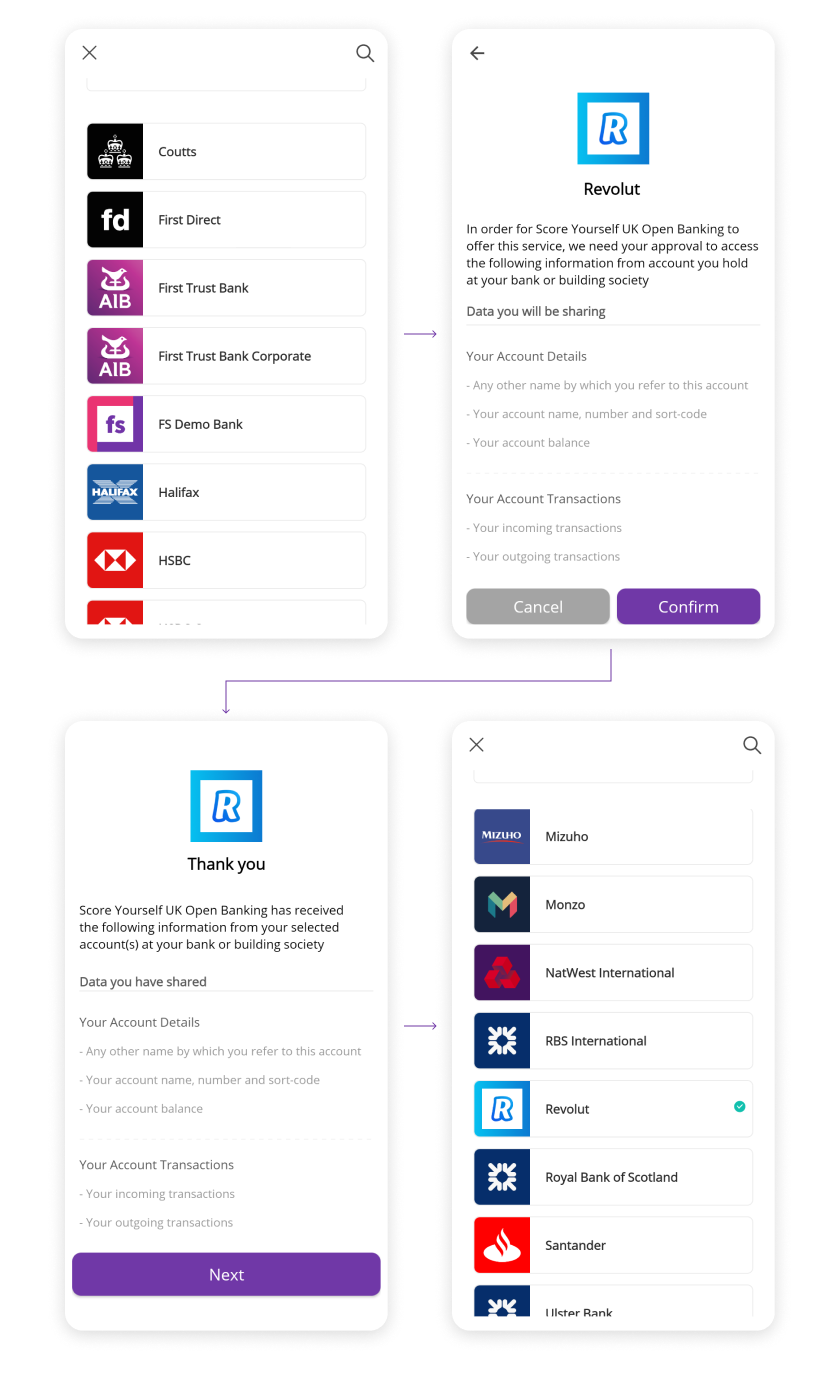 Coutts
fd
First Direct
AIB
First Trust Bank
AIB
First Trust Bank Corporate
fs
FS Demo Bank
HALIFAX
Halifax
HSBC
R
Revolut
In order for Score Yourself UK Open Banking to
offer this service, we need your approval to access
the following information from account you hold
at your bank or building society
Data you will be sharing
Your Account Details
- Any other name by which you refer to this account
- Your account name, number and sort-code
- Your account balance
Your Account Transactions
- Your incoming transactions
- Your outgoing transactions
Cancel
Confirm
R
Thank you
Score Yourself UK Open Banking has received
the following information from your selected
account(s) at your bank or building society
Data you have shared
Your Account Details
- Any other name by which you refer to this account
- Your account name, number and sort-code
- Your account balance
Your Account Transactions
- Your incoming transactions
- Your outgoing transactions
Next
MIZUHO
Mizuho
Monzo
NatWest International
RBS International
R
Revolut
Royal Bank of Scotland
Santander
Ulster Bank